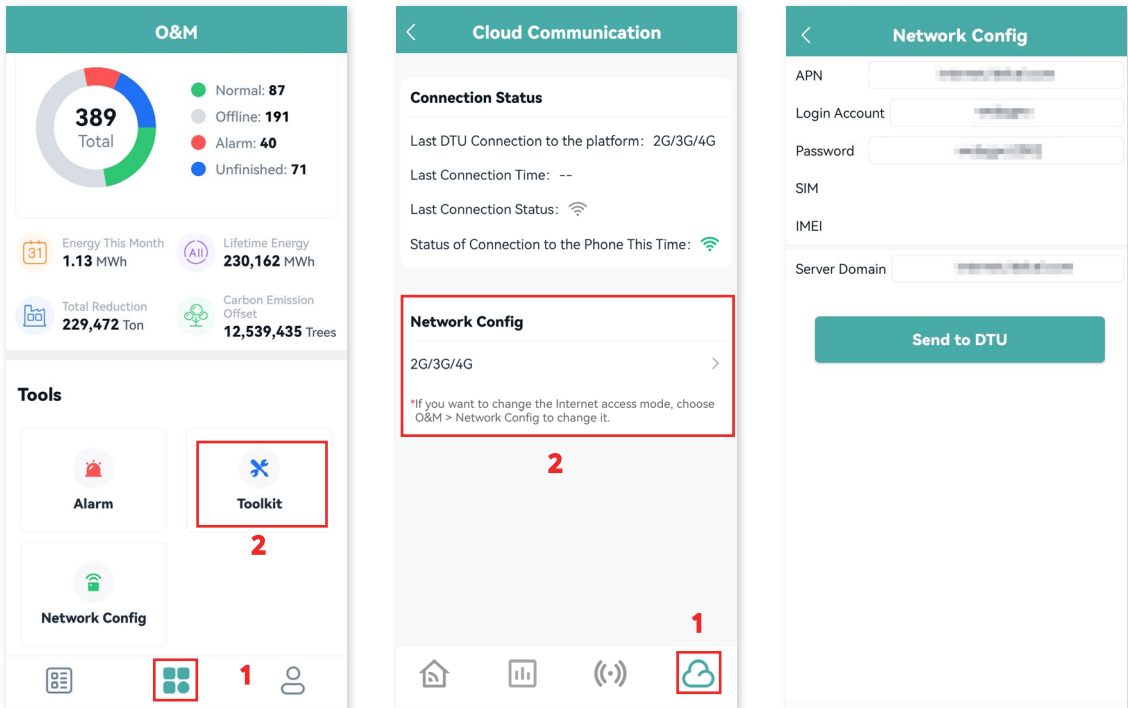 O&M
389
Total
Normal: 87
Offline: 191
Alarm: 40
Unfinished: 71
31
Energy This Month
1.13 MWh
All
Lifetime Energy
230,162 MWh
Total Reduction
229,472 Ton
Carbon Emission
Offset
12,539,435 Trees
Tools
Alarm
Toolkit
2
Network Config
1
Cloud Communication
Connection Status
Last DTU Connection to the platform: 2G/3G/4G
Last Connection Time: --
Last Connection Status:
Status of Connection to the Phone This Time:
Network Config
2G/3G/4G
*If you want to change the Internet access mode, choose
O&M > Network Config to change it.
2
1
Network Config
APN
Login Account
Password
SIM
IMEI
Server Domain
Send to DTU